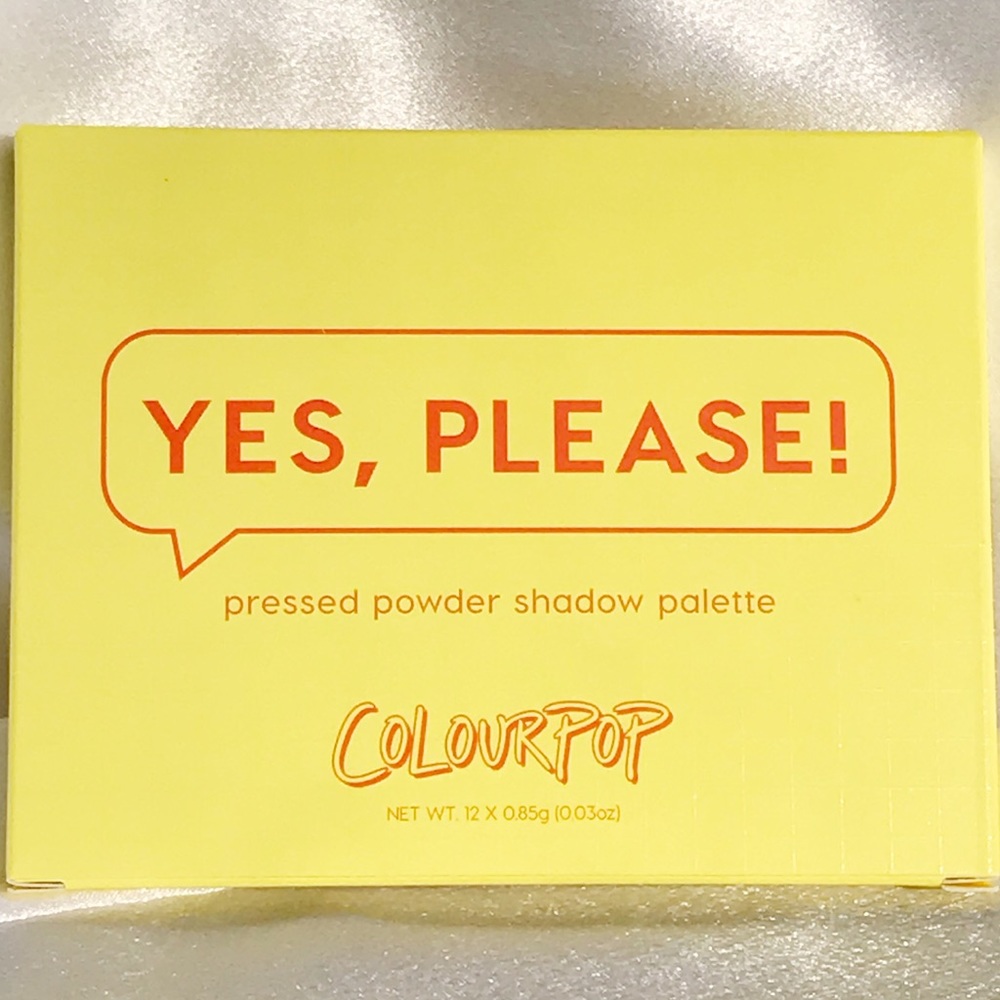 YES, PLEASE!
pressed powder shadow palette
COLOURPOP
NET WT. 12 X 0.85g (0.03oz)